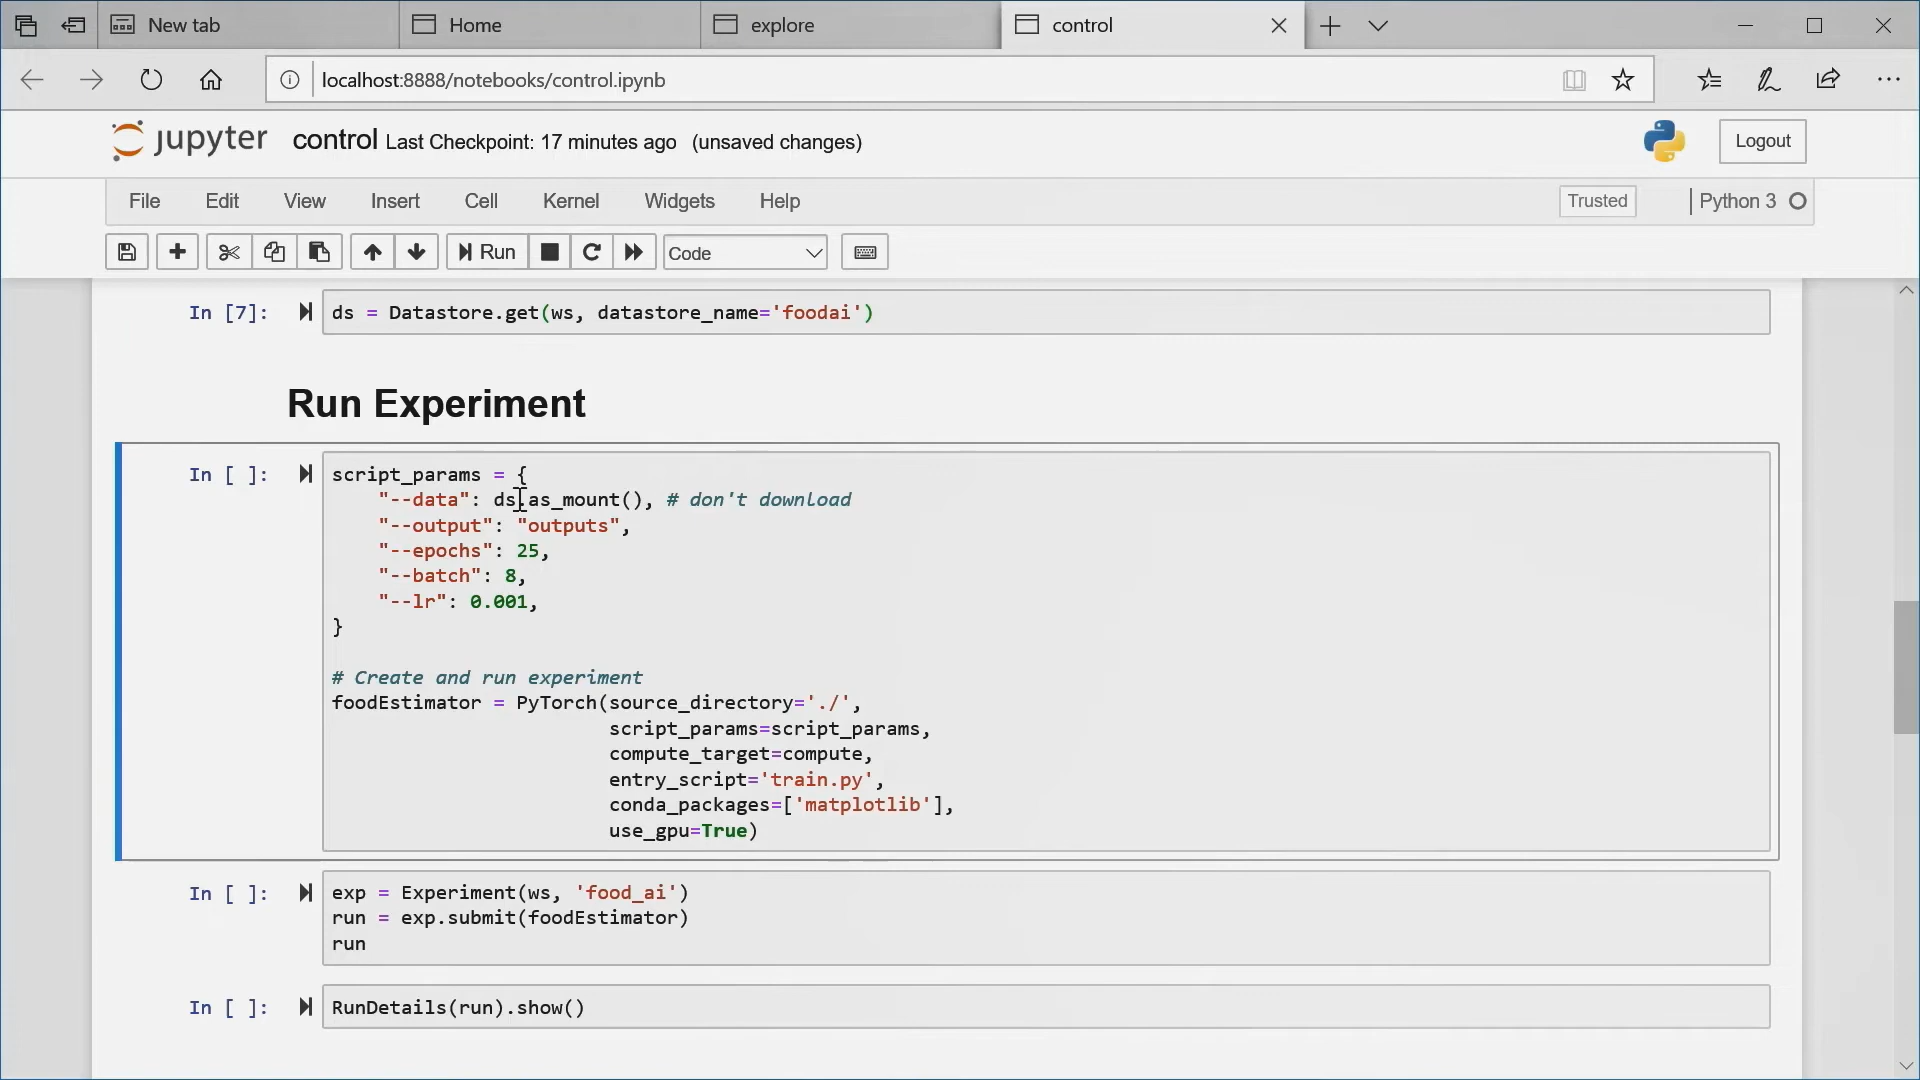 New tab
Home
explore
control
localhost:8888/notebooks/control.ipynb
jupyter control Last Checkpoint: 17 minutes ago (unsaved changes)
Logout
File Edit View Insert Cell Kernel Widgets Help
Trusted
Python 3
Run
Code
In [7]: ds = Datastore.get(ws, datastore_name='foodai')
Run Experiment
In [ ]: script_params = {
    "--data": ds.as_mount(), # don't download
    "--output": "outputs",
    "--epochs": 25,
    "--batch": 8,
    "--lr": 0.001,
}
# Create and run experiment
foodEstimator = PyTorch(source_directory='./',
                        script_params=script_params,
                        compute_target=compute,
                        entry_script='train.py',
                        conda_packages=['matplotlib'],
                        use_gpu=True)
In [ ]: exp = Experiment(ws, 'food_ai')
run = exp.submit(foodEstimator)
run
In [ ]: RunDetails(run).show()